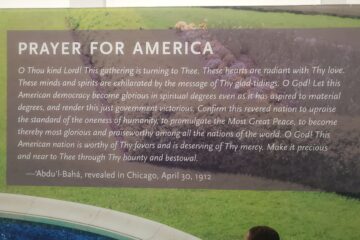 PRAYER FOR AMERICA
O Thou kind Lord! This gathering is turning to Thee. These hearts are radiant with Thy love.
These minds and spirits are exhilarated by the message of Thy glad-tidings. O God! Let this
American democracy become glorious in spiritual degrees even as it has aspired to material
degrees, and render this just government victorious. Confirm this revered nation to upraise
the standard of the oneness of humanity, to promulgate the Most Great Peace, to become
thereby most glorious and praiseworthy among all the nations of the world. O God! This
American nation is worthy of Thy favors and is deserving of Thy mercy. Make it precious
and near to Thee through Thy bounty and bestowal.
—‘Abdu’l-Bahá, revealed in Chicago, April 30, 1912